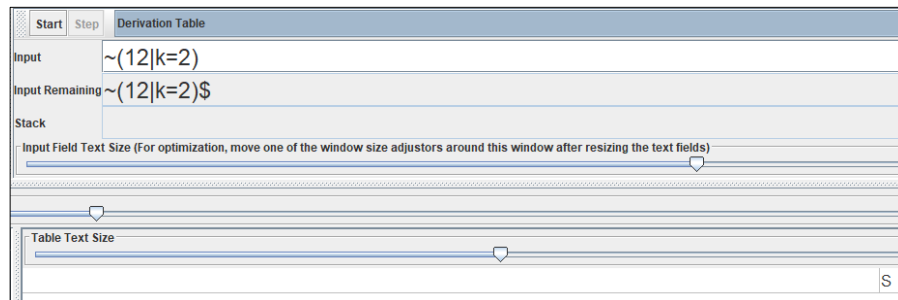 Start Step Derivation Table
Input ~(12|k=2)
Input Remaining ~(12|k=2)$
Stack
Input Field Text Size (For optimization, move one of the window size adjustors around this window after resizing the text fields)
Table Text Size
S